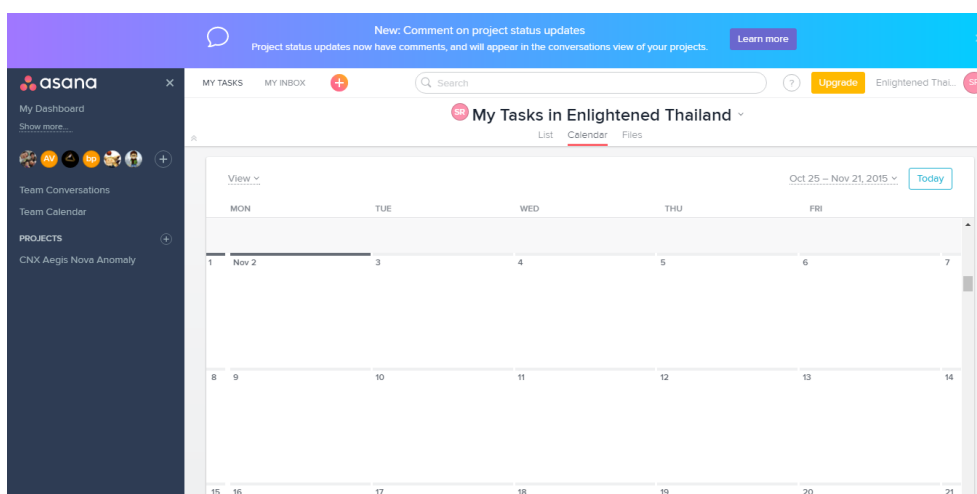 New: Comment on project status updates
Project status updates now have comments, and will appear in the conversations view of your projects.
Learn more
asana
×
MY TASKS
MY INBOX
+
Search
?
Upgrade
Enlightened Thai...
SR
My Dashboard
Show more...
AV
bp
+
Team Conversations
Team Calendar
PROJECTS
+
CNX Aegis Nova Anomaly
SR My Tasks in Enlightened Thailand
List Calendar Files
View
Oct 25 – Nov 21, 2015
Today
MON TUE WED THU FRI
1 Nov 2 3 4 5 6 7
8 9 10 11 12 13 14
15 16 17 18 19 20 21